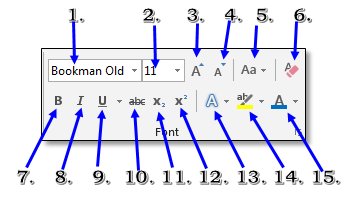 1. 2. 3. 4. 5. 6.
Bookman Old 11 A A Aa A
B I U abc x₂ x² A ab A
Font
7. 8. 9. 10. 11. 12. 13. 14. 15.